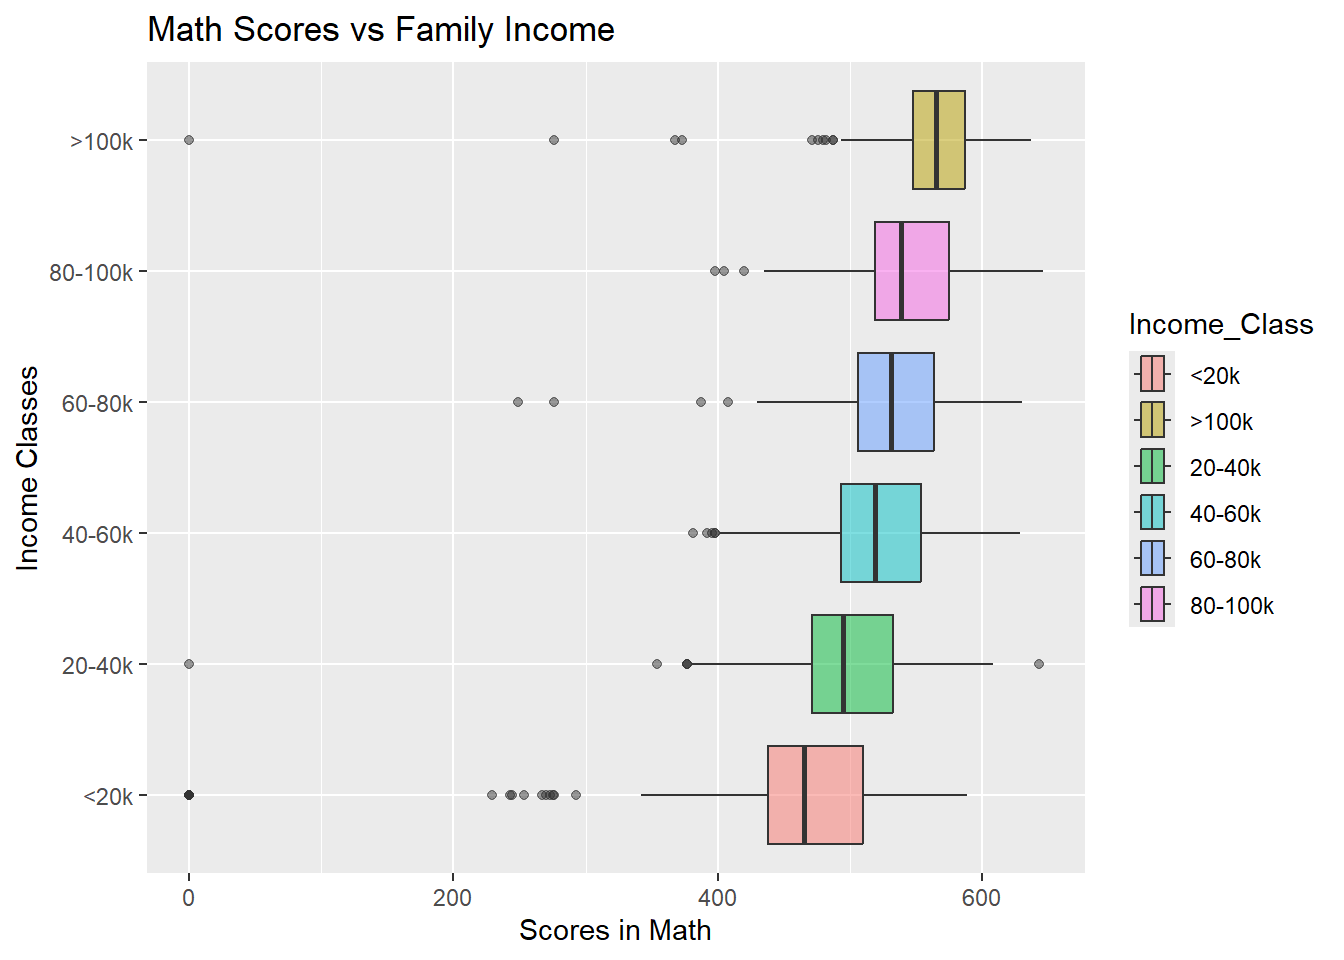 Math Scores vs Family Income
Income Classes
>100k
80-100k
60-80k
40-60k
20-40k
<20k
0 200 400 600
Scores in Math
Income_Class
<20k
>100k
20-40k
40-60k
60-80k
80-100k